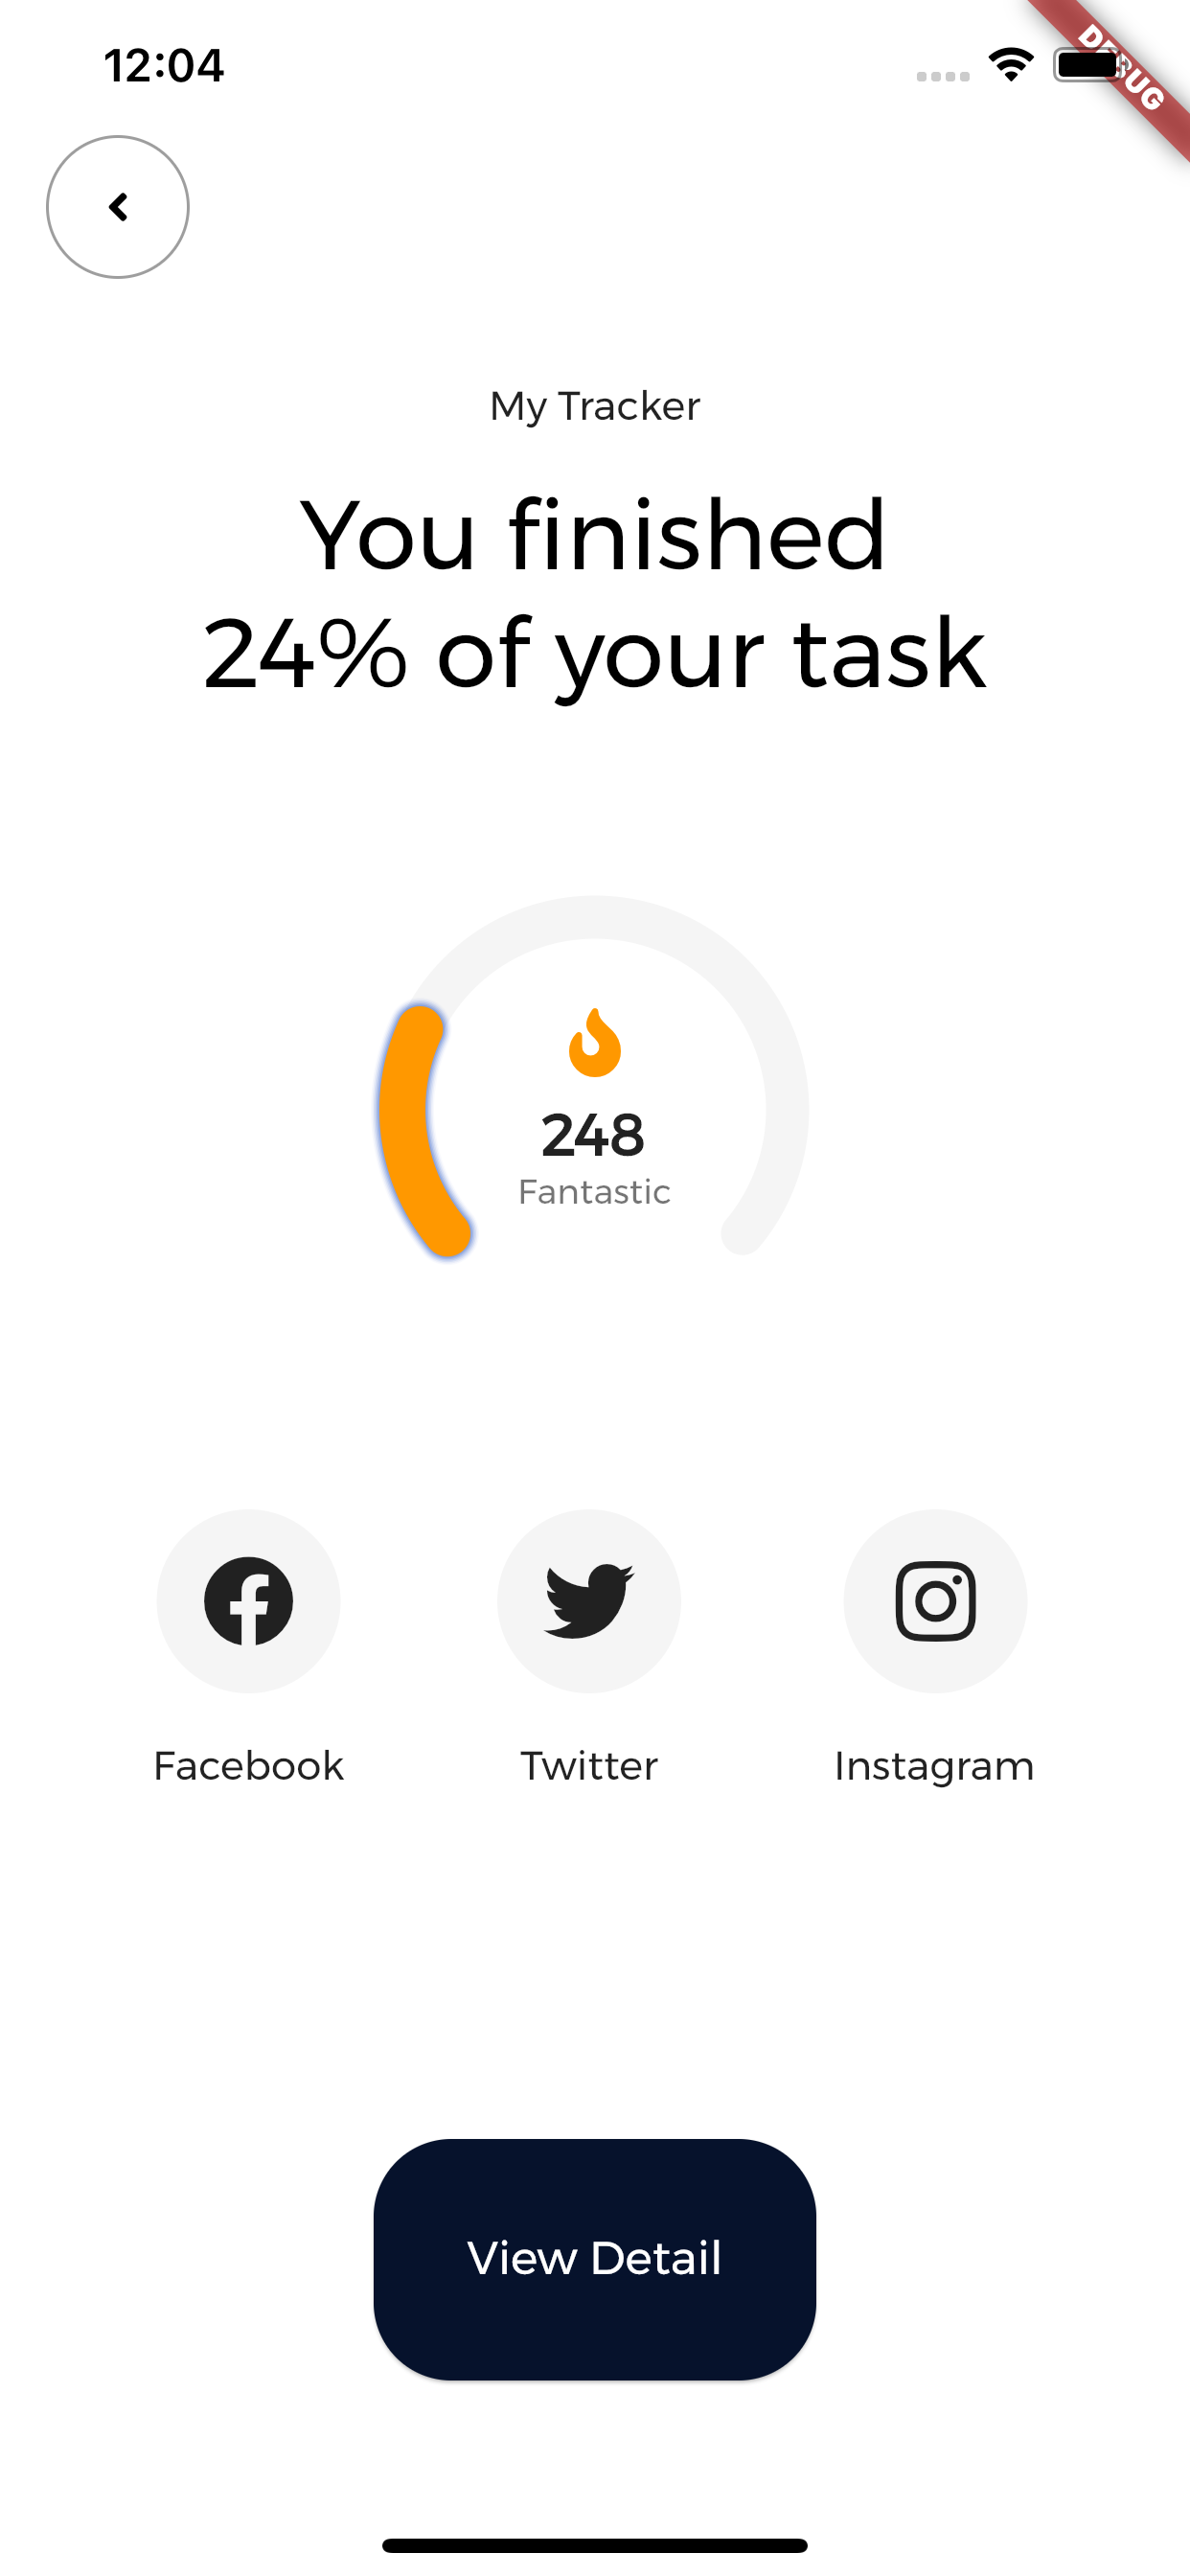 12:04
DEBUG
My Tracker
You finished
24% of your task
248
Fantastic
Facebook
Twitter
Instagram
View Detail